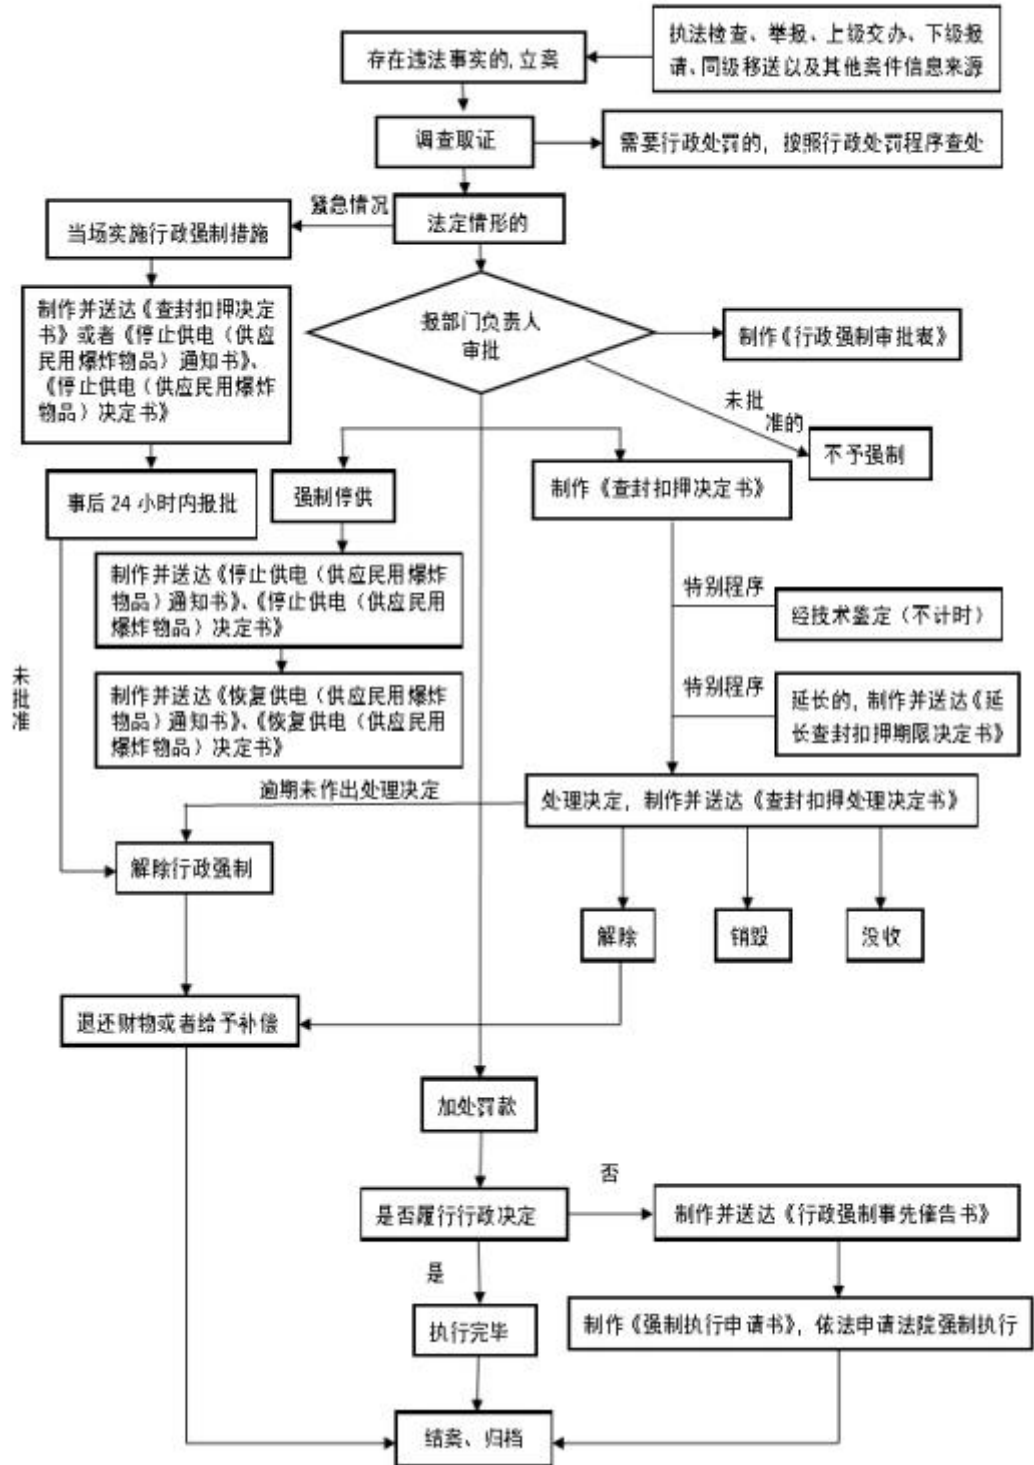 执法检查、举报、上级交办、下级报
请、同级移送以及其他案件信息来源
存在违法事实的,立案
调查取证
需要行政处罚的，按照行政处罚程序查处
紧急情况
法定情形的
当场实施行政强制措施
制作并送达《查封扣押决定
书》或者《停止供电（供应
民用爆炸物品）通知书》、
《停止供电（供应民用爆炸
物品）决定书》
报部门负责人
审批
制作《行政强制审批表》
未批
准的
不予强制
事后 24 小时内报批
强制停供
制作《查封扣押决定书》
制作并送达《停止供电（供应民用爆炸
物品）通知书》、《停止供电（供应民用
爆炸物品）决定书》
特别程序
经技术鉴定（不计时）
未
批
准
制作并送达《恢复供电（供应民用爆炸
物品）通知书》、《恢复供电（供应民用
爆炸物品）决定书》
特别程序
延长的，制作并送达《延
长查封扣押期限决定书》
逾期未作出处理决定
处理决定，制作并送达《查封扣押处理决定书》
解除行政强制
解除
销毁
没收
退还财物或者给予补偿
加处罚款
否
是否履行行政决定
制作并送达《行政强制事先催告书》
是
执行完毕
制作《强制执行申请书》，依法申请法院强制执行
结案、归档